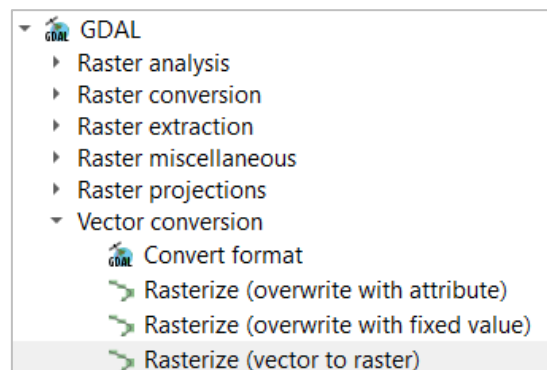 GDAL GDAL
Raster analysis
Raster conversion
Raster extraction
Raster miscellaneous
Raster projections
Vector conversion
GDAL Convert format
Rasterize (overwrite with attribute)
Rasterize (overwrite with fixed value)
Rasterize (vector to raster)